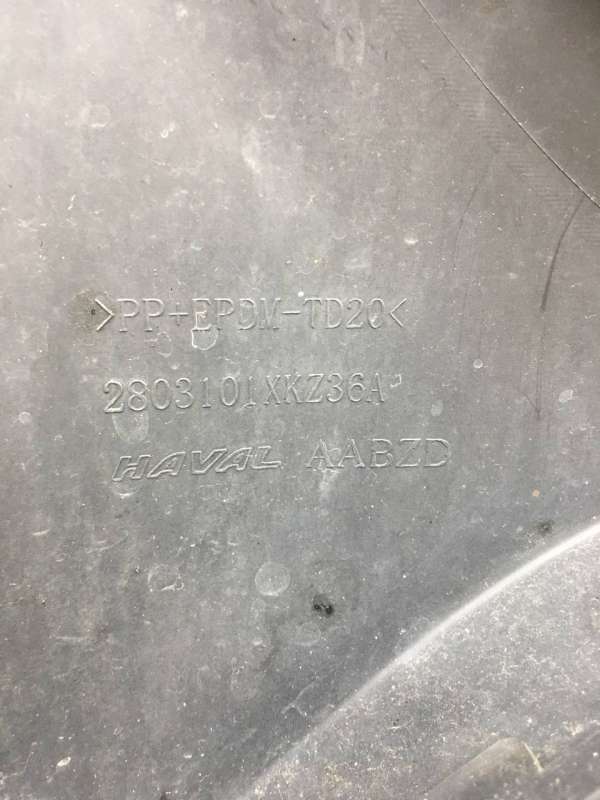 >PP+EPDM-TD20<
2803101XKZ36A
HAVAL AABZD